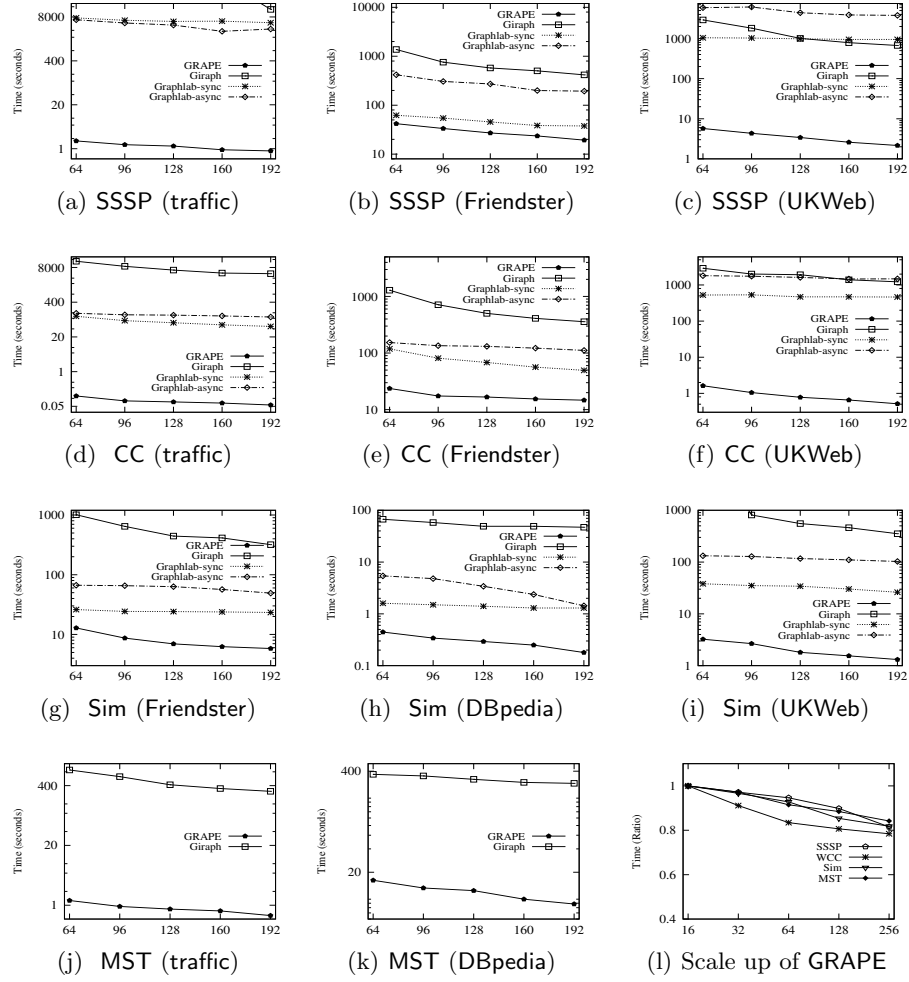 Time (seconds)
8000
400
20
1
GRAPE
Giraph
Graphlab-sync
Graphlab-async
64 96 128 160 192
(a) SSSP (traffic)
Time (seconds)
10000
1000
100
10
GRAPE
Giraph
Graphlab-sync
Graphlab-async
64 96 128 160 192
(b) SSSP (Friendster)
Time (seconds)
1000
100
10
1
GRAPE
Giraph
Graphlab-sync
Graphlab-async
64 96 128 160 192
(c) SSSP (UKWeb)
Time (seconds)
8000
400
20
1
0.05
GRAPE
Giraph
Graphlab-sync
Graphlab-async
64 96 128 160 192
(d) CC (traffic)
Time (seconds)
1000
100
10
GRAPE
Giraph
Graphlab-sync
Graphlab-async
64 96 128 160 192
(e) CC (Friendster)
Time (seconds)
1000
100
10
1
GRAPE
Giraph
Graphlab-sync
Graphlab-async
64 96 128 160 192
(f) CC (UKWeb)
Time (seconds)
1000
100
10
GRAPE
Giraph
Graphlab-sync
Graphlab-async
64 96 128 160 192
(g) Sim (Friendster)
Time (seconds)
100
10
1
0.1
GRAPE
Giraph
Graphlab-sync
Graphlab-async
64 96 128 160 192
(h) Sim (DBpedia)
Time (seconds)
1000
100
10
1
GRAPE
Giraph
Graphlab-sync
Graphlab-async
64 96 128 160 192
(i) Sim (UKWeb)
Time (seconds)
400
20
1
GRAPE
Giraph
64 96 128 160 192
(j) MST (traffic)
Time (seconds)
400
20
GRAPE
Giraph
64 96 128 160 192
(k) MST (DBpedia)
Time (Ratio)
1
0.8
0.6
0.4
SSSP
WCC
Sim
MST
16 32 64 128 256
(l) Scale up of GRAPE